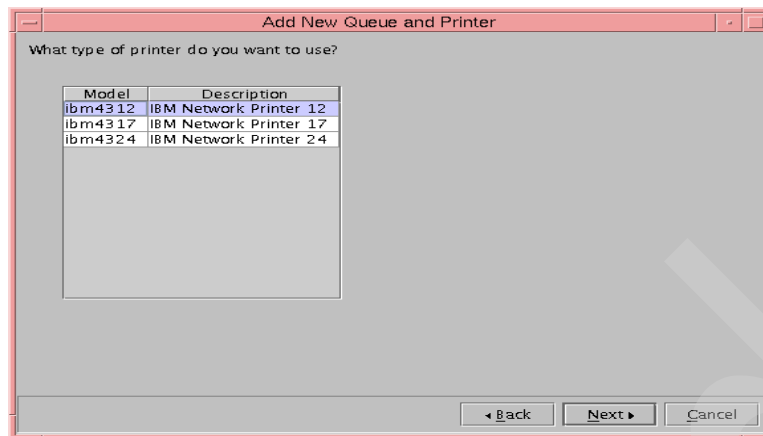 Add New Queue and Printer
What type of printer do you want to use?
Model Description
ibm4312 IBM Network Printer 12
ibm4317 IBM Network Printer 17
ibm4324 IBM Network Printer 24
Back Next Cancel